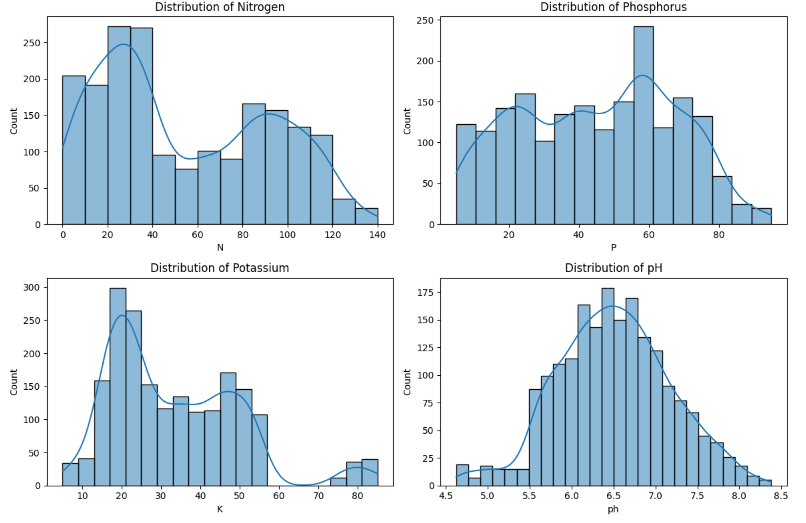 Distribution of Nitrogen
250
200
150
100
50
0
Count
0 20 40 60 80 100 120 140
N
Distribution of Phosphorus
250
200
150
100
50
0
Count
20 40 60 80
P
Distribution of Potassium
300
250
200
150
100
50
0
Count
10 20 30 40 50 60 70 80
K
Distribution of pH
175
150
125
100
75
50
25
0
Count
4.5 5.0 5.5 6.0 6.5 7.0 7.5 8.0 8.5
ph